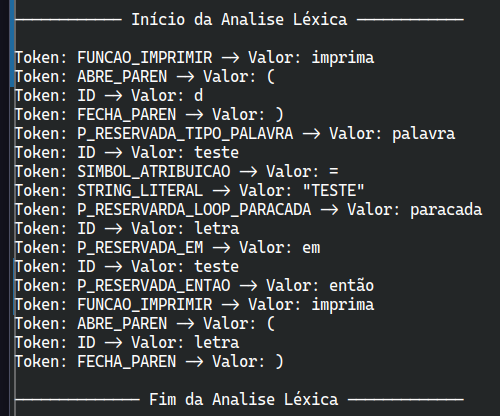 ──────────── Início da Analise Léxica ────────────
Token: FUNCAO_IMPRIMIR —> Valor: imprima
Token: ABRE_PAREN —> Valor: (
Token: ID —> Valor: d
Token: FECHA_PAREN —> Valor: )
Token: P_RESERVADA_TIPO_PALAVRA —> Valor: palavra
Token: ID —> Valor: teste
Token: SIMBOL_ATRIBUICAO —> Valor: =
Token: STRING_LITERAL —> Valor: "TESTE"
Token: P_RESERVARDA_LOOP_PARACADA —> Valor: paracada
Token: ID —> Valor: letra
Token: P_RESERVADA_EM —> Valor: em
Token: ID —> Valor: teste
Token: P_RESERVADA_ENTAO —> Valor: então
Token: FUNCAO_IMPRIMIR —> Valor: imprima
Token: ABRE_PAREN —> Valor: (
Token: ID —> Valor: letra
Token: FECHA_PAREN —> Valor: )
────────────── Fim da Analise Léxica ─────────────